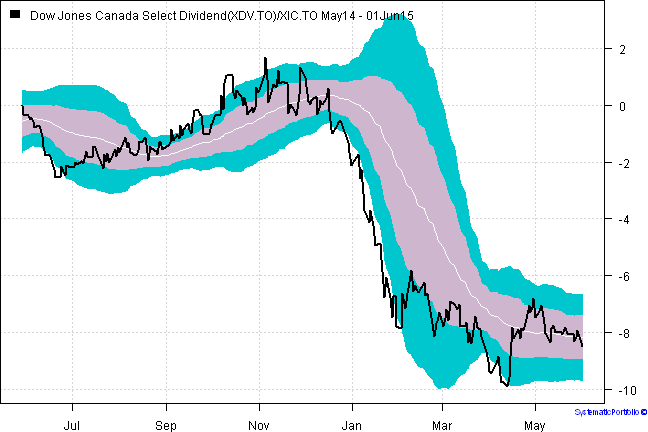 Dow Jones Canada Select Dividend(XDV.TO)/XIC.TO May14 - 01Jun15
2
0
-2
-4
-6
-8
-10
Jul Sep Nov Jan Mar May
SystematicPortfolio ©